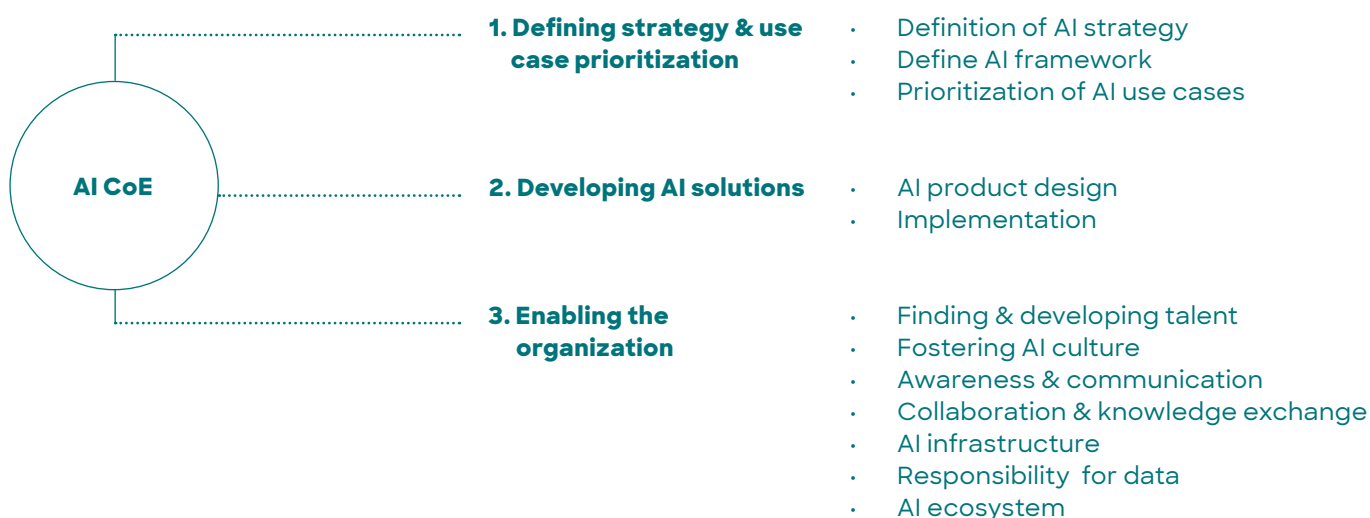 AI CoE
1. Defining strategy & use
case prioritization
• Definition of AI strategy
• Define AI framework
• Prioritization of AI use cases
2. Developing AI solutions
• AI product design
• Implementation
3. Enabling the
organization
• Finding & developing talent
• Fostering AI culture
• Awareness & communication
• Collaboration & knowledge exchange
• AI infrastructure
• Responsibility  for data
• AI ecosystem